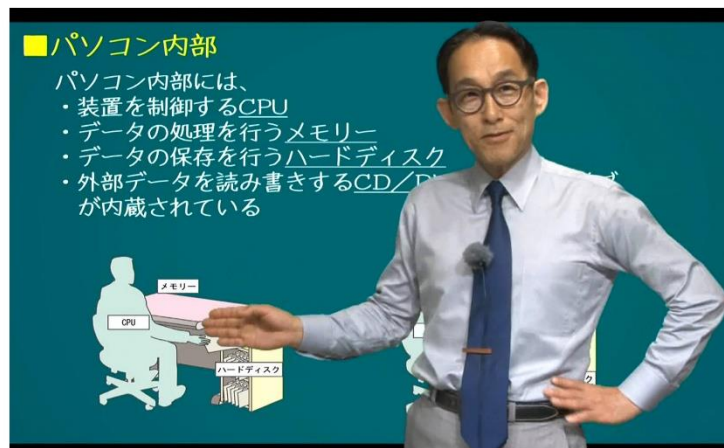 ■パソコン内部
パソコン内部には、
・装置を制御するCPU
・データの処理を行うメモリー
・データの保存を行うハードディスク
・外部データを読み書きするCD/
が内蔵されている
メモリー
CPU
ハードディスク